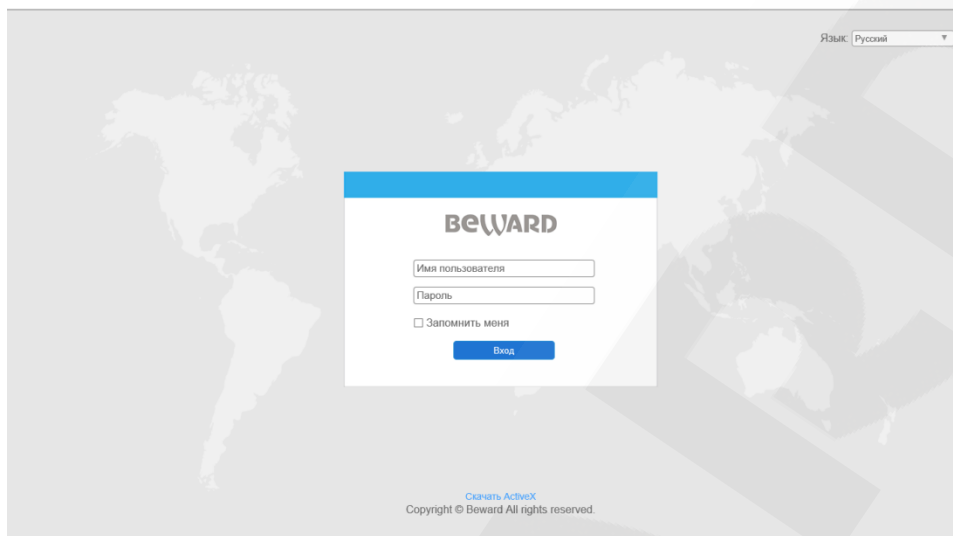 Язык: Русский
BEWARD
Имя пользователя
Пароль
Запомнить меня
Вход
Скачать ActiveX
Copyright © Beward All rights reserved.